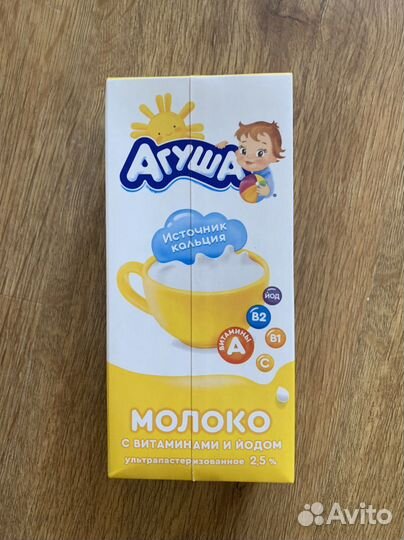 Агуша
Источник
кальция
ЙОД
B2
B1
ВИТАМИНЫ
A
C
МОЛОКО
С ВИТАМИНАМИ И ЙОДОМ
ультрапастеризованное 2,5 %
Avito